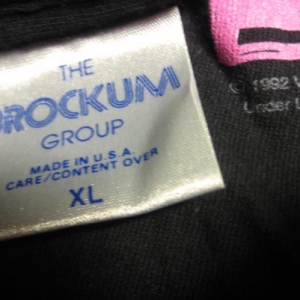 THE
BROCKUM
GROUP
MADE IN U.S.A.
CARE/CONTENT OVER
XL
© 1992 W
Under